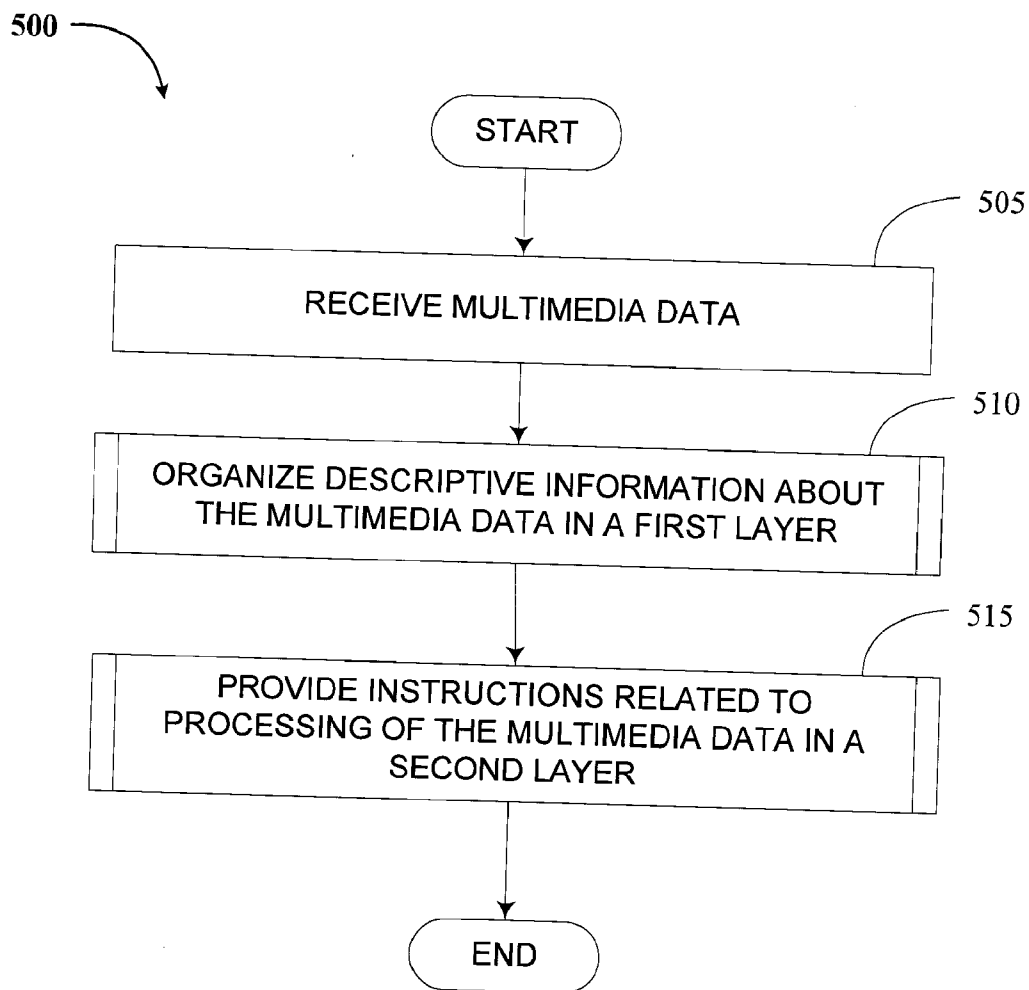 500
START
505
RECEIVE MULTIMEDIA DATA
510
ORGANIZE DESCRIPTIVE INFORMATION ABOUT
THE MULTIMEDIA DATA IN A FIRST LAYER
515
PROVIDE INSTRUCTIONS RELATED TO
PROCESSING OF THE MULTIMEDIA DATA IN A
SECOND LAYER
END